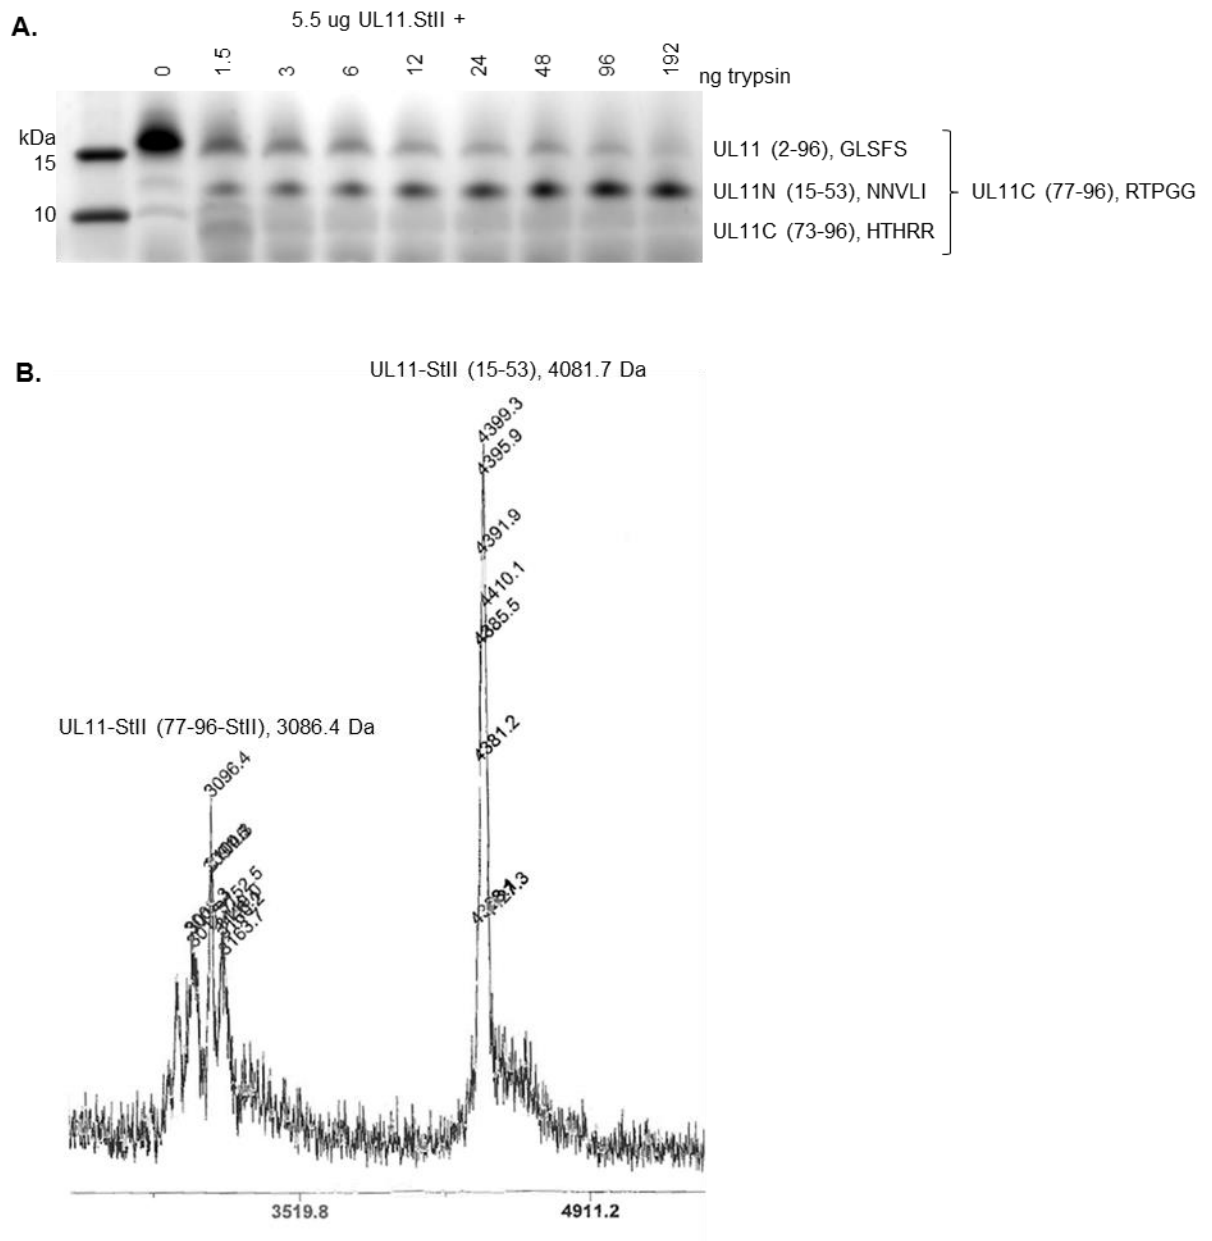 A.
5.5 ug UL11.StII +
0 1.5 3 6 12 24 48 96 192 ng trypsin
kDa
15
10
UL11 (2-96), GLSFS
UL11N (15-53), NNVLI
UL11C (73-96), HTHRR
UL11C (77-96), RTPGG
B.
UL11-StII (15-53), 4081.7 Da
4399.3
4395.9
4391.9
4410.1
4385.5
4381.2
UL11-StII (77-96-StII), 3086.4 Da
3096.4
3163.7
3519.8 4911.2